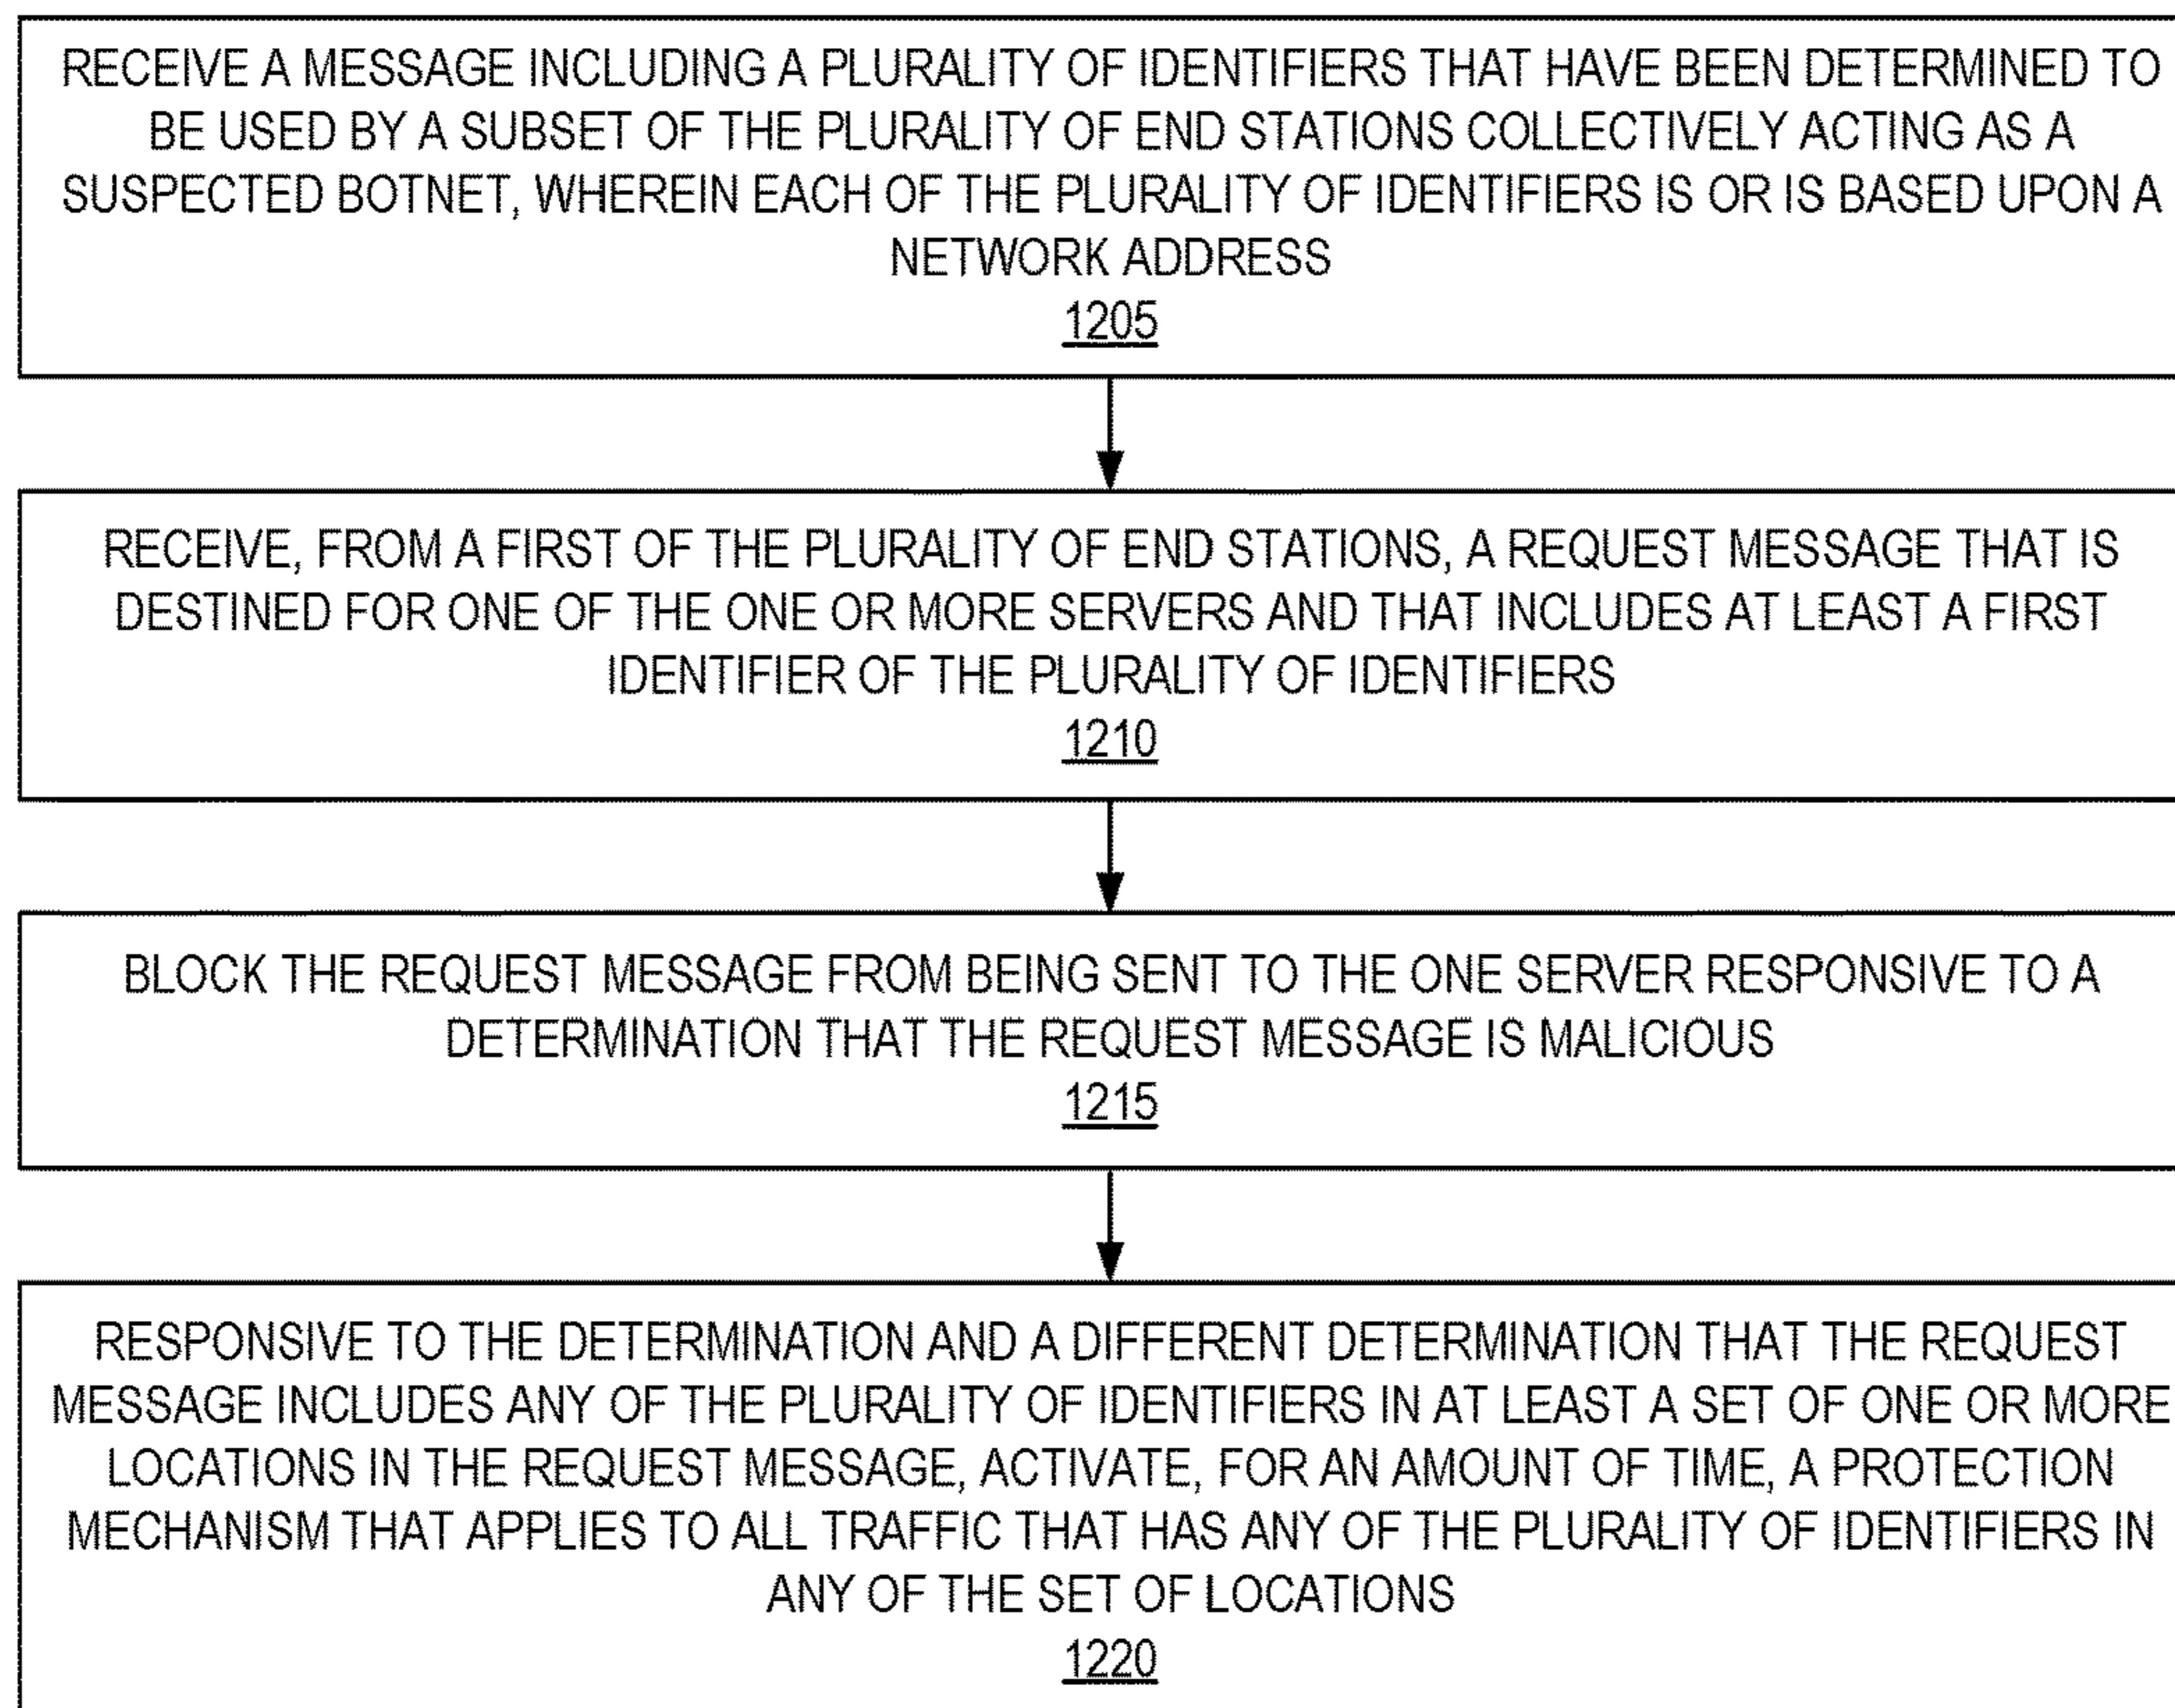 RECEIVE A MESSAGE INCLUDING A PLURALITY OF IDENTIFIERS THAT HAVE BEEN DETERMINED TO
BE USED BY A SUBSET OF THE PLURALITY OF END STATIONS COLLECTIVELY ACTING AS A
SUSPECTED BOTNET, WHEREIN EACH OF THE PLURALITY OF IDENTIFIERS IS OR IS BASED UPON A
NETWORK ADDRESS
1205
RECEIVE, FROM A FIRST OF THE PLURALITY OF END STATIONS, A REQUEST MESSAGE THAT IS
DESTINED FOR ONE OF THE ONE OR MORE SERVERS AND THAT INCLUDES AT LEAST A FIRST
IDENTIFIER OF THE PLURALITY OF IDENTIFIERS
1210
BLOCK THE REQUEST MESSAGE FROM BEING SENT TO THE ONE SERVER RESPONSIVE TO A
DETERMINATION THAT THE REQUEST MESSAGE IS MALICIOUS
1215
RESPONSIVE TO THE DETERMINATION AND A DIFFERENT DETERMINATION THAT THE REQUEST
MESSAGE INCLUDES ANY OF THE PLURALITY OF IDENTIFIERS IN AT LEAST A SET OF ONE OR MORE
LOCATIONS IN THE REQUEST MESSAGE, ACTIVATE, FOR AN AMOUNT OF TIME, A PROTECTION
MECHANISM THAT APPLIES TO ALL TRAFFIC THAT HAS ANY OF THE PLURALITY OF IDENTIFIERS IN
ANY OF THE SET OF LOCATIONS
1220